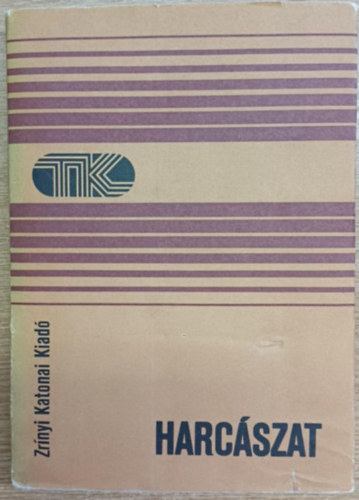 TK
Zrínyi Katonai Kiadó
HARCÁSZAT